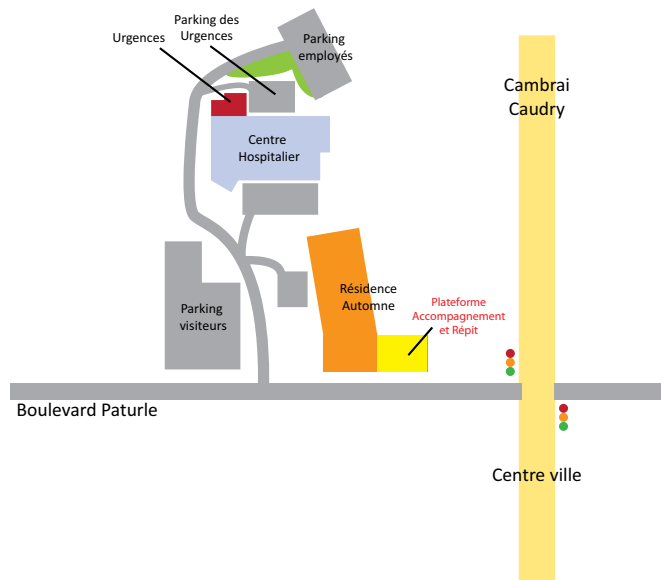 Parking des
Urgences
Urgences
Parking
employés
Cambrai
Caudry
Centre
Hospitalier
Résidence
Automne
Plateforme
Accompagnement
et Répit
Parking
visiteurs
Boulevard Paturle
Centre ville